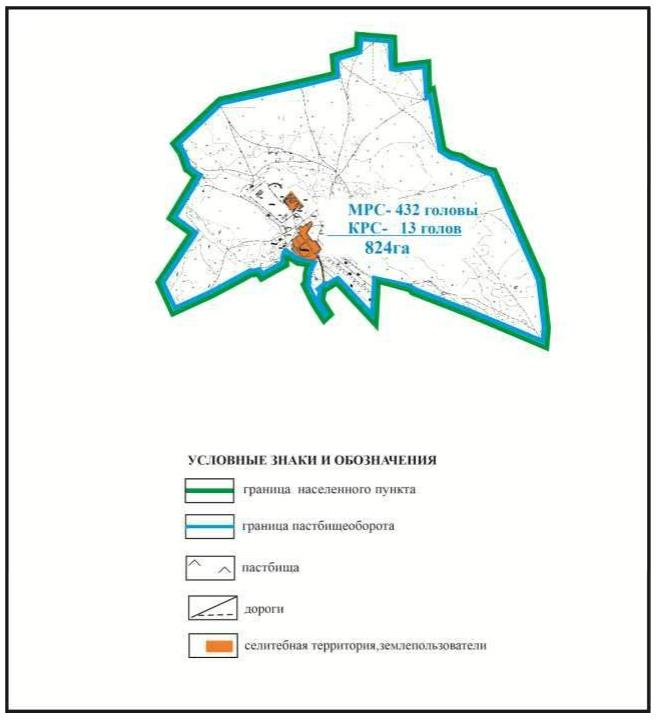 МРС- 432 головы
КРС- 13 голов
824га
УСЛОВНЫЕ ЗНАКИ И ОБОЗНАЧЕНИЯ
граница населенного пункта
граница пастбищеоборота
пастбища
дороги
селитебная территория,землепользователи